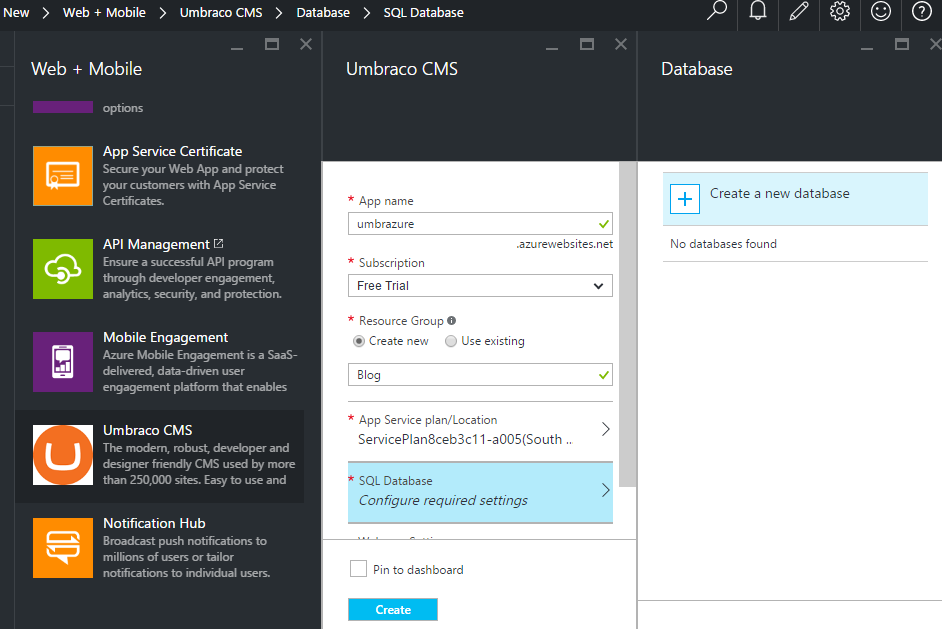 New > Web + Mobile > Umbraco CMS > Database > SQL Database
Web + Mobile
options
App Service Certificate
Secure your Web App and protect
your customers with App Service
Certificates.
API Management
Ensure a successful API program
through developer engagement,
analytics, security, and protection.
Mobile Engagement
Azure Mobile Engagement is a SaaS-
delivered, data-driven user
engagement platform that enables
Umbraco CMS
The modern, robust, developer and
designer friendly CMS used by more
than 250,000 sites. Easy to use and
Notification Hub
Broadcast push notifications to
millions of users or tailor
notifications to individual users.
Umbraco CMS
* App name
umbrazure
.azurewebsites.net
* Subscription
Free Trial
* Resource Group
Create new Use existing
Blog
* App Service plan/Location
ServicePlan8ceb3c11-a005(South ..
* SQL Database
Configure required settings
Pin to dashboard
Create
Database
Create a new database
No databases found